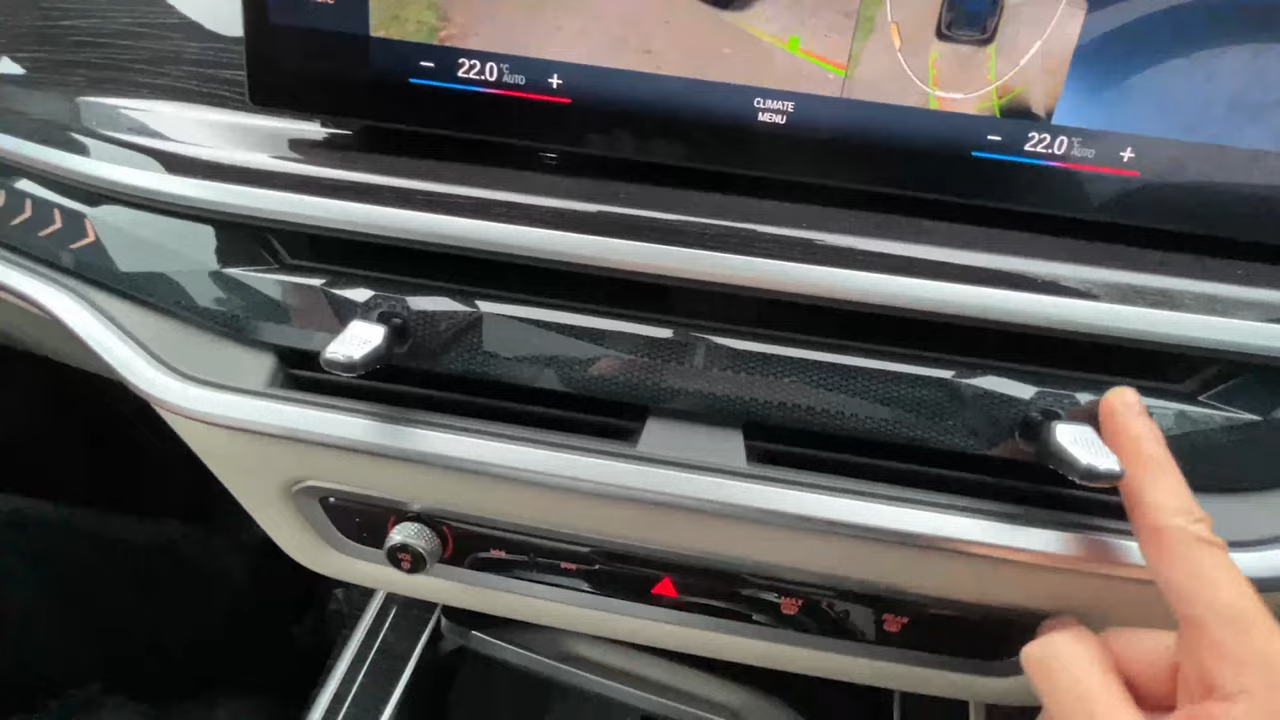 − 22.0 °C AUTO +
CLIMATE
MENU
− 22.0 °C AUTO +
VOL
MAX
REAR